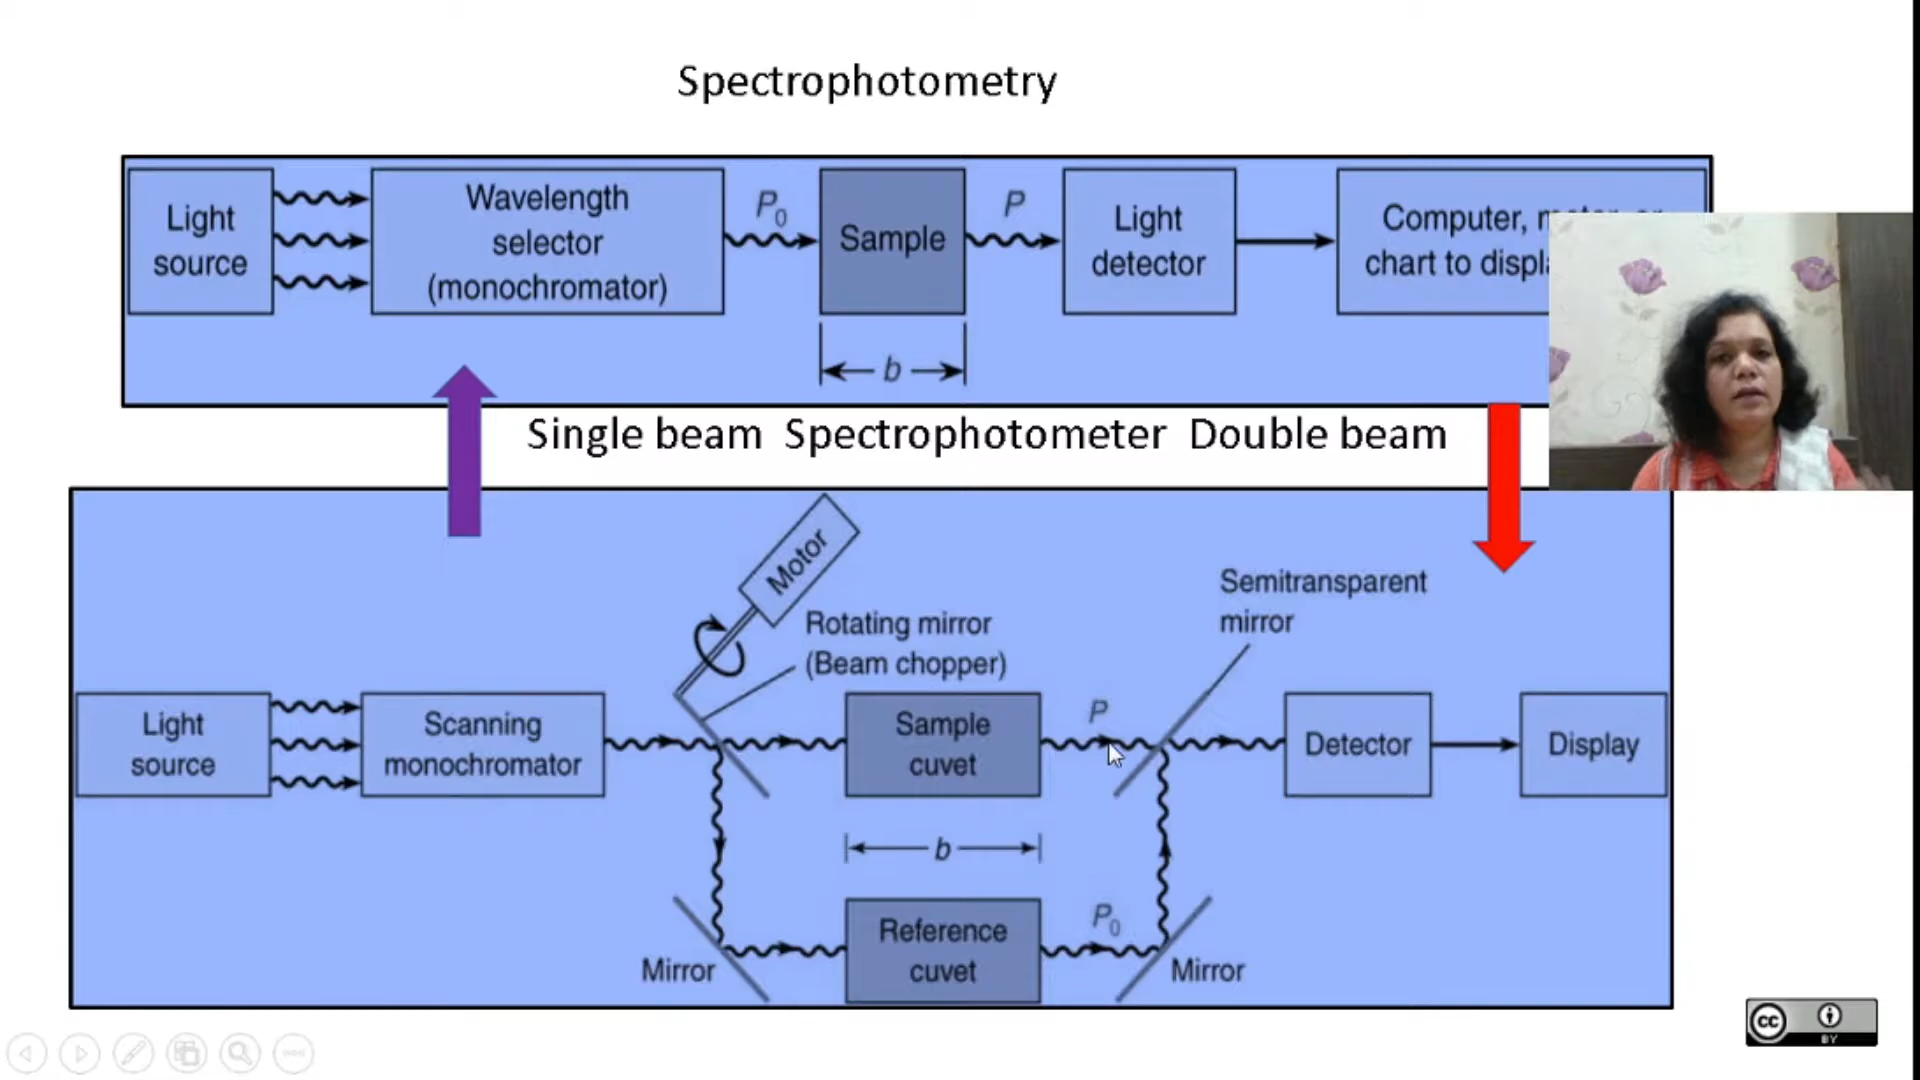 Spectrophotometry
Light
source
Wavelength
selector
(monochromator)
P0
Sample
P
Light
detector
Computer,
chart to
b
Single beam Spectrophotometer Double beam
Motor
Rotating mirror
(Beam chopper)
Semitransparent
mirror
Light
source
Scanning
monochromator
Sample
cuvet
P
Detector
Display
b
Reference
cuvet
P0
Mirror
Mirror
cc
BY